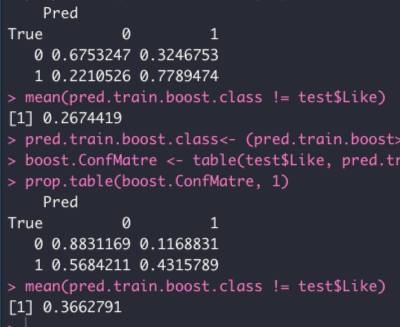 Pred
True 0 1
0 0.6753247 0.3246753
1 0.2210526 0.7789474
> mean(pred.train.boost.class != test$Like)
[1] 0.2674419
> pred.train.boost.class<- (pred.train.boost>
> boost.ConfMatre <- table(test$Like, pred.tr
> prop.table(boost.ConfMatre, 1)
Pred
True 0 1
0 0.8831169 0.1168831
1 0.5684211 0.4315789
> mean(pred.train.boost.class != test$Like)
[1] 0.3662791
>